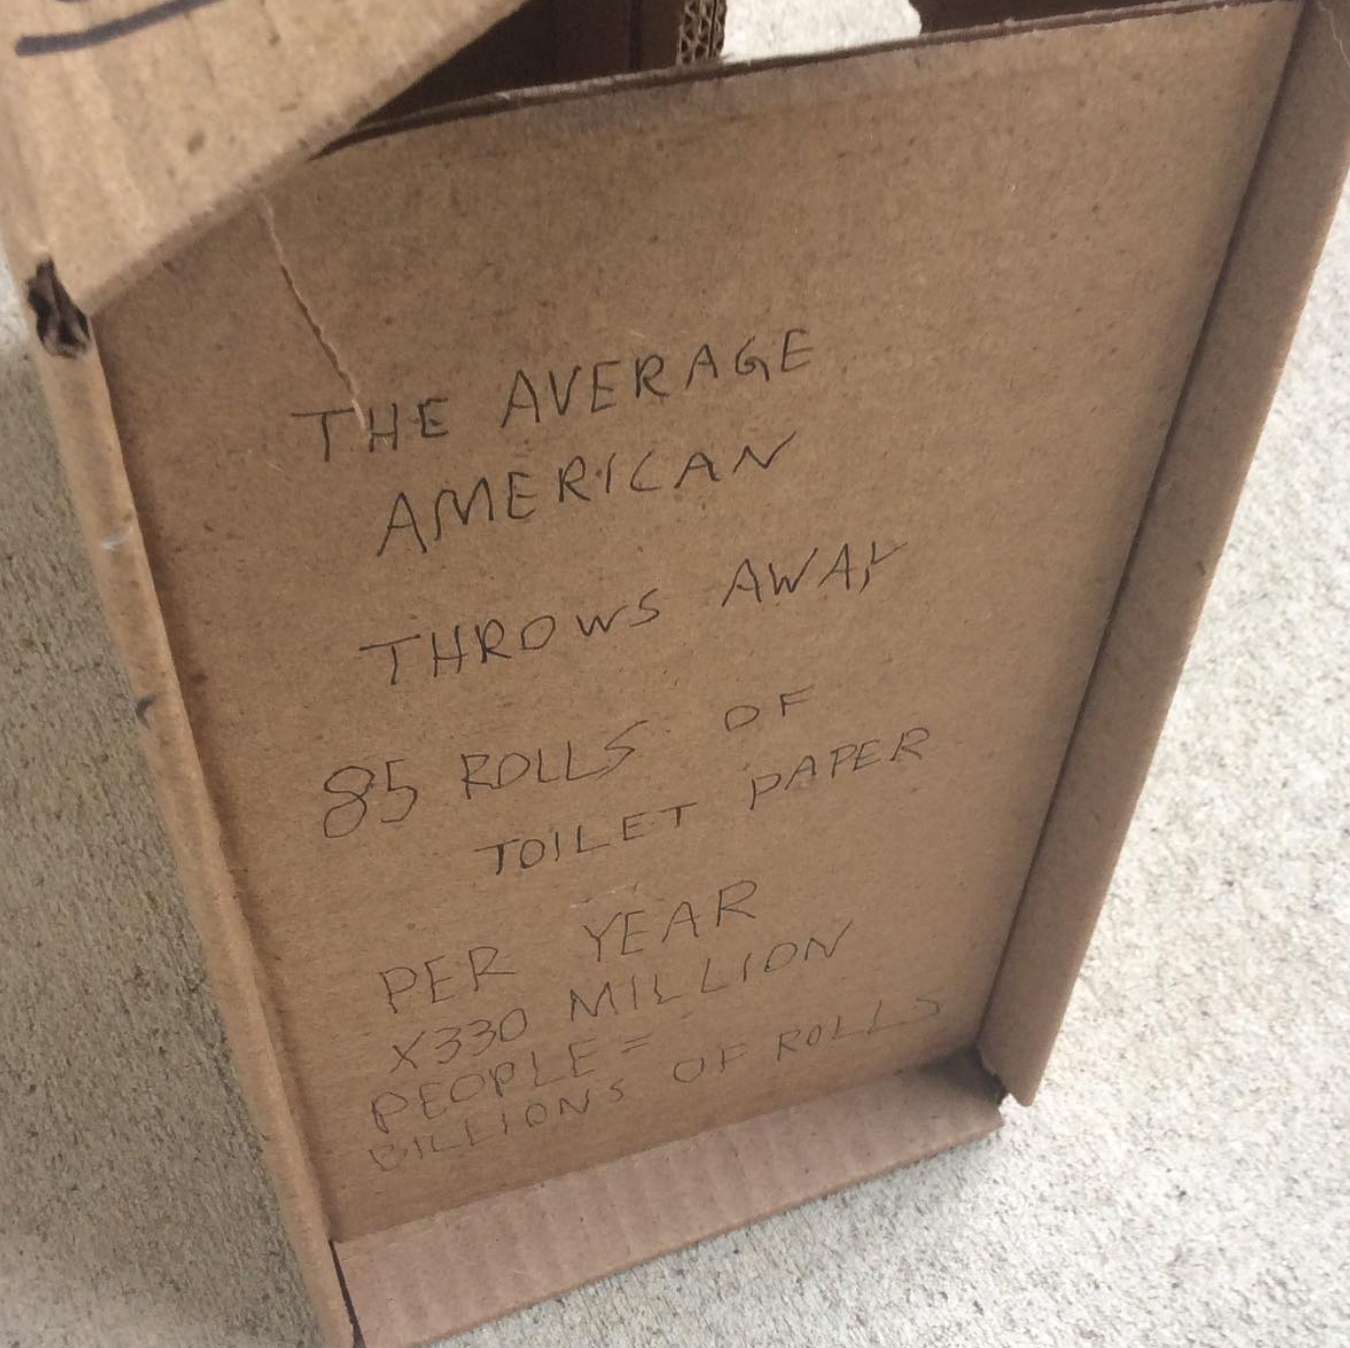 THE AVERAGE
AMERICAN
THROWS AWAY
85 ROLLS OF
TOILET PAPER
PER YEAR
X330 MILLION
PEOPLE =
BILLIONS OF ROLLS